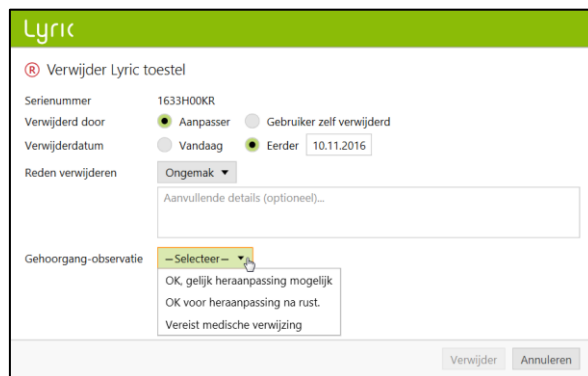 Lyric
R Verwijder Lyric toestel
Serienummer 1633H00KR
Verwijderd door Aanpasser Gebruiker zelf verwijderd
Verwijderdatum Vandaag Eerder 10.11.2016
Reden verwijderen Ongemak
Aanvullende details (optioneel)...
Gehoorgang-observatie —Selecteer—
OK, gelijk heraanpassing mogelijk
OK voor heraanpassing na rust.
Vereist medische verwijzing
Verwijder Annuleren